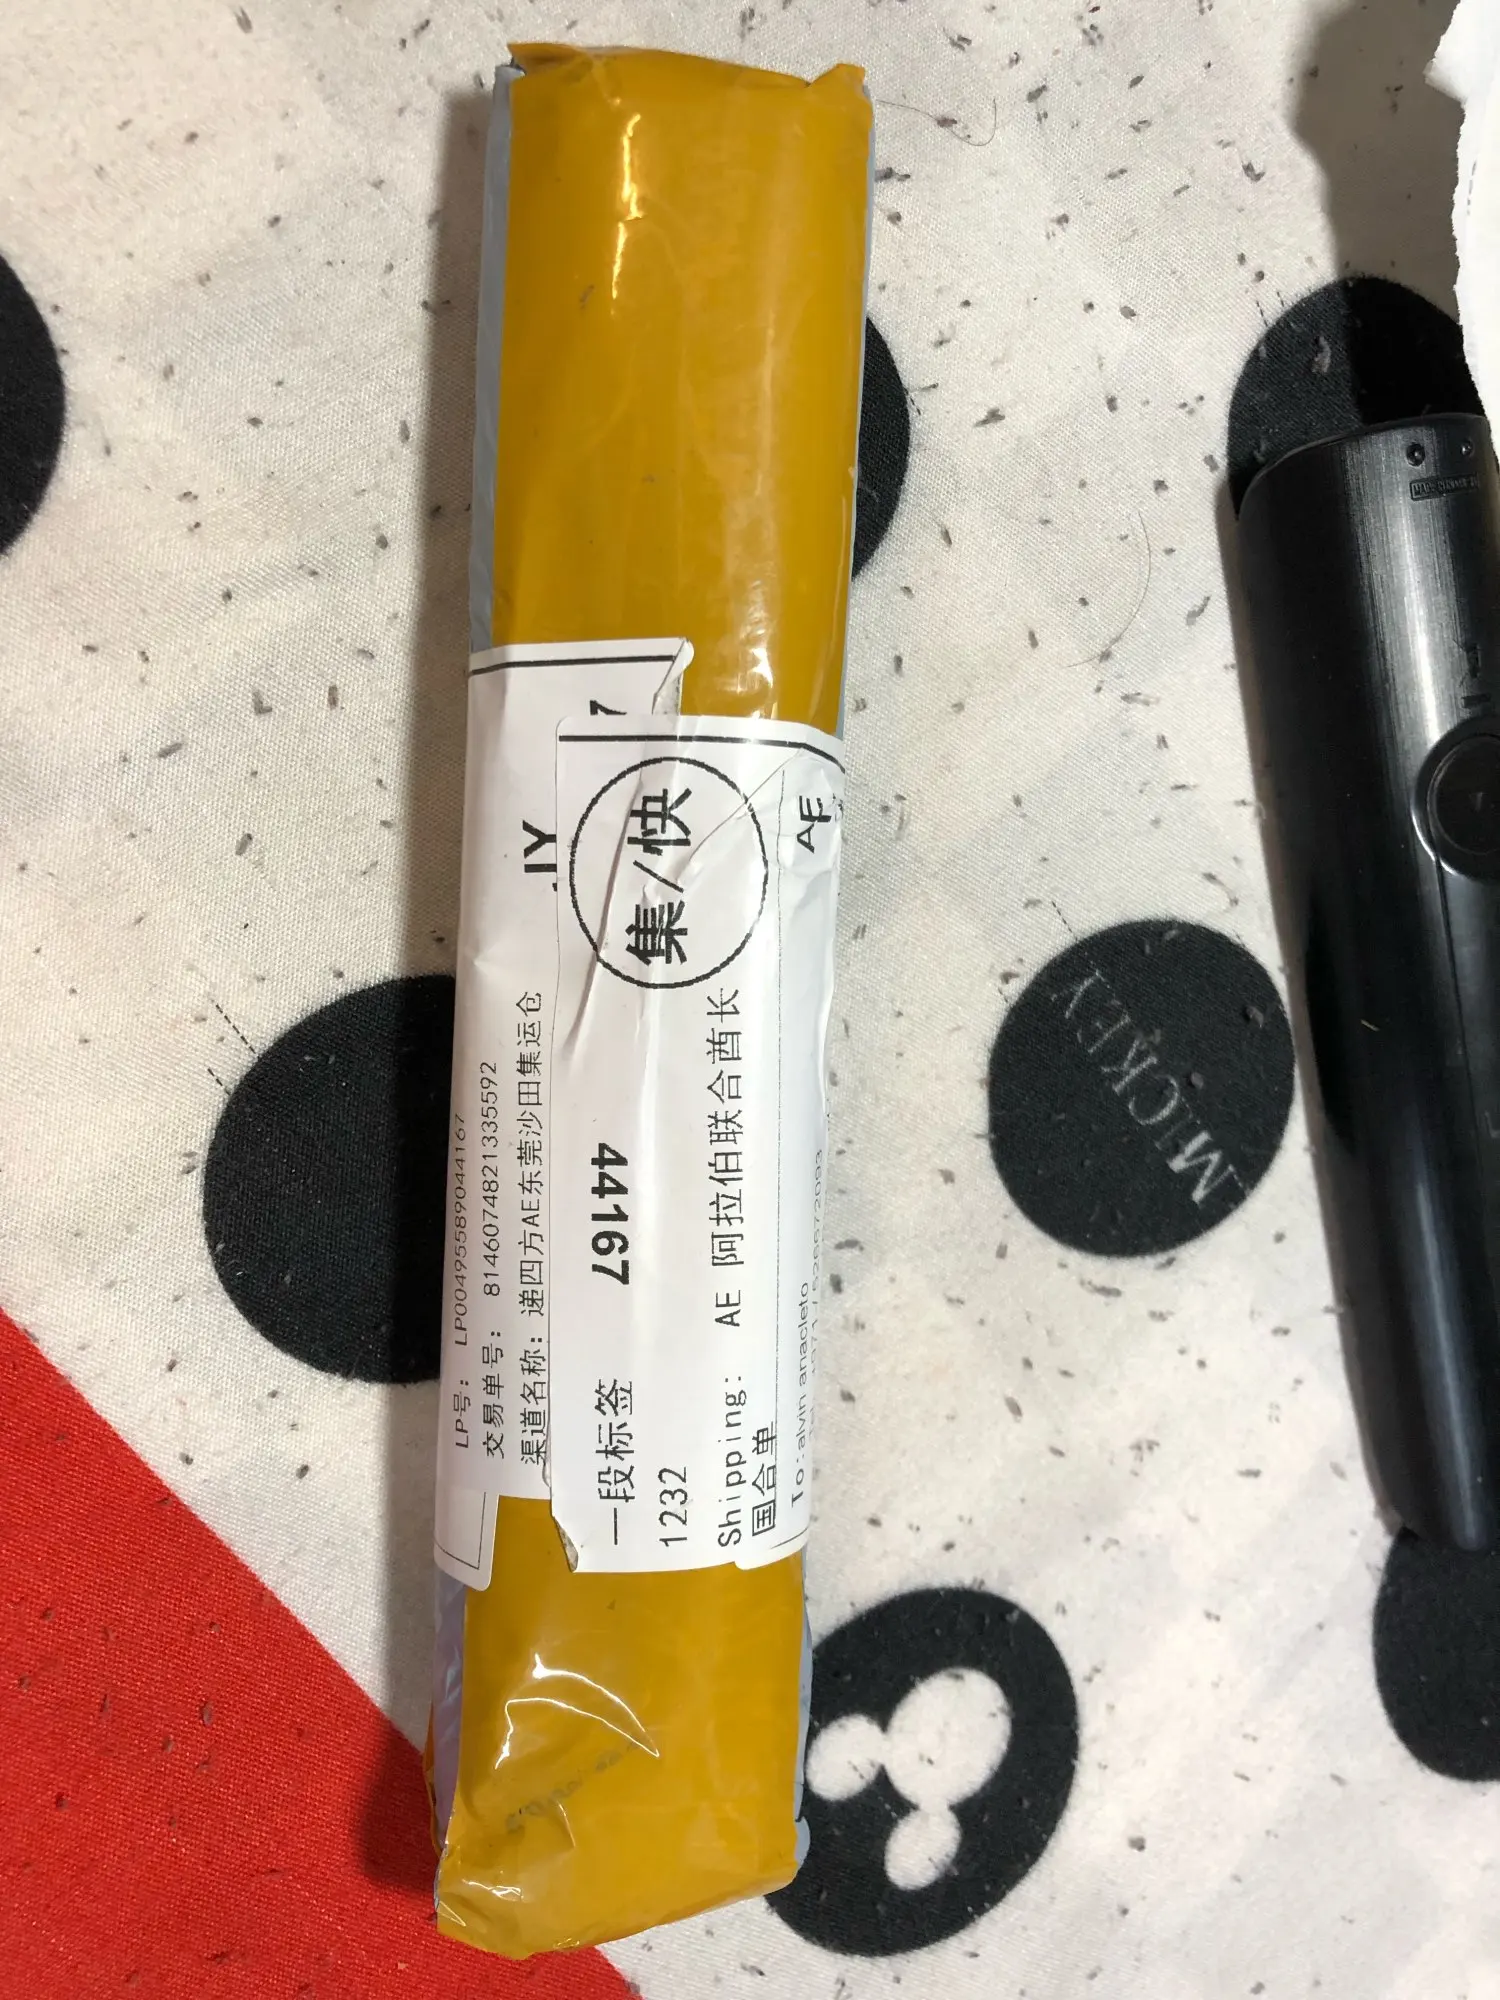 7
JY
LP号： LP00495589044167
交易单号： 8146074821335592
渠道名称：递四方AE东莞沙田集运仓
集/快
44167
一段标签
1232
Shipping: AE 阿拉伯联合酋长
国合单
AE
To:alvin anacleto
MICKEY